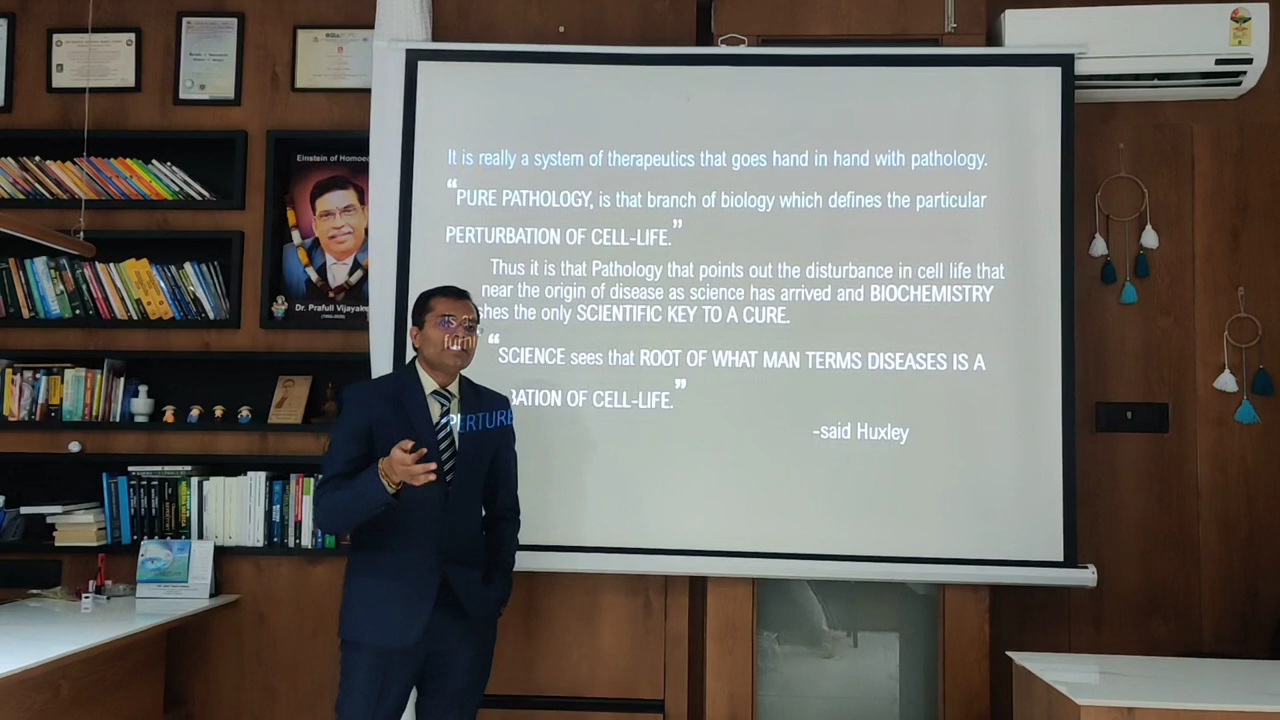 Einstein of Homoeo
Dr. Prafull Vijayak
It is really a system of therapeutics that goes hand in hand with pathology.
“PURE PATHOLOGY, is that branch of biology which defines the particular
PERTURBATION OF CELL-LIFE.”
Thus it is that Pathology that points out the disturbance in cell life that
is near the origin of disease as science has arrived and BIOCHEMISTRY
furnishes the only SCIENTIFIC KEY TO A CURE.
“SCIENCE sees that ROOT OF WHAT MAN TERMS DISEASES IS A
PERTURBATION OF CELL-LIFE.”
-said Huxley